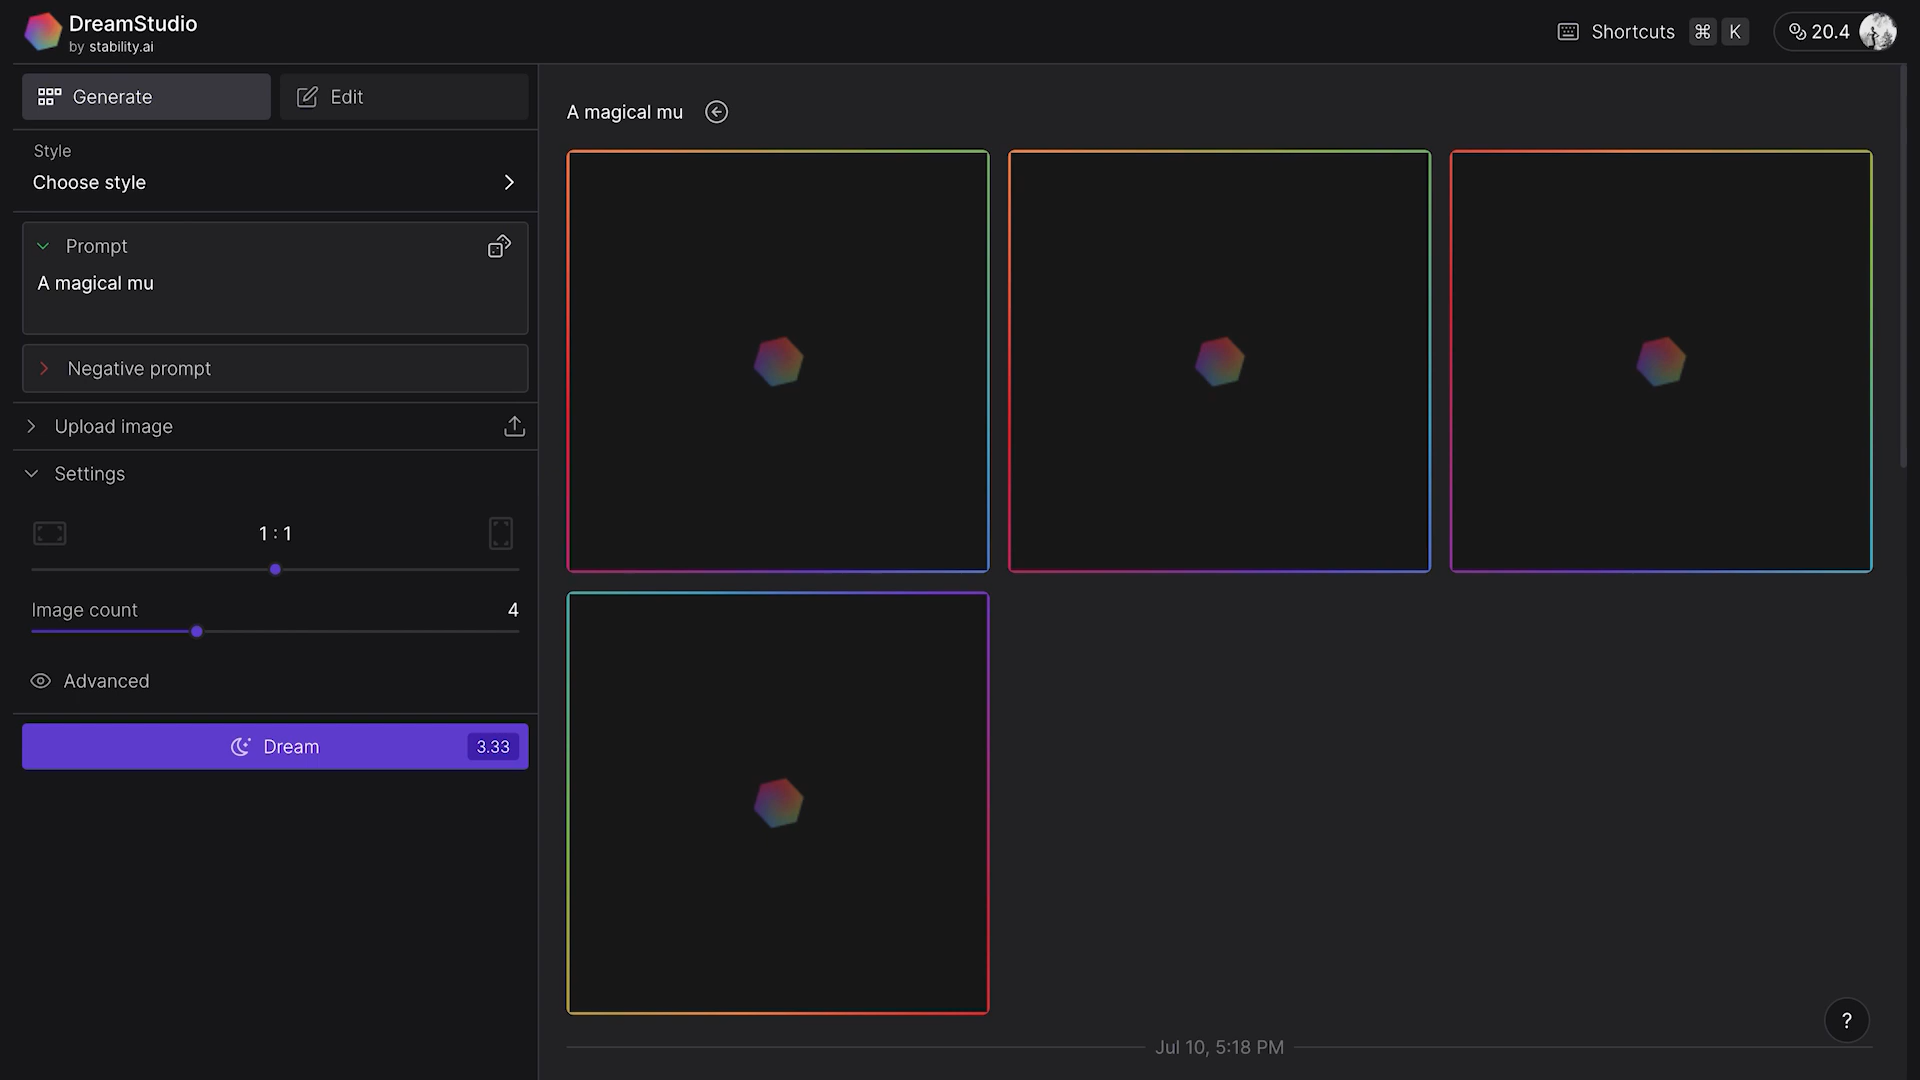 DreamStudio
by stability.ai
Shortcuts ⌘ K
20.4
Generate
Edit
Style
Choose style
Prompt
A magical mu
Negative prompt
Upload image
Settings
1 : 1
Image count 4
Advanced
Dream 3.33
A magical mu
Jul 10, 5:18 PM
?